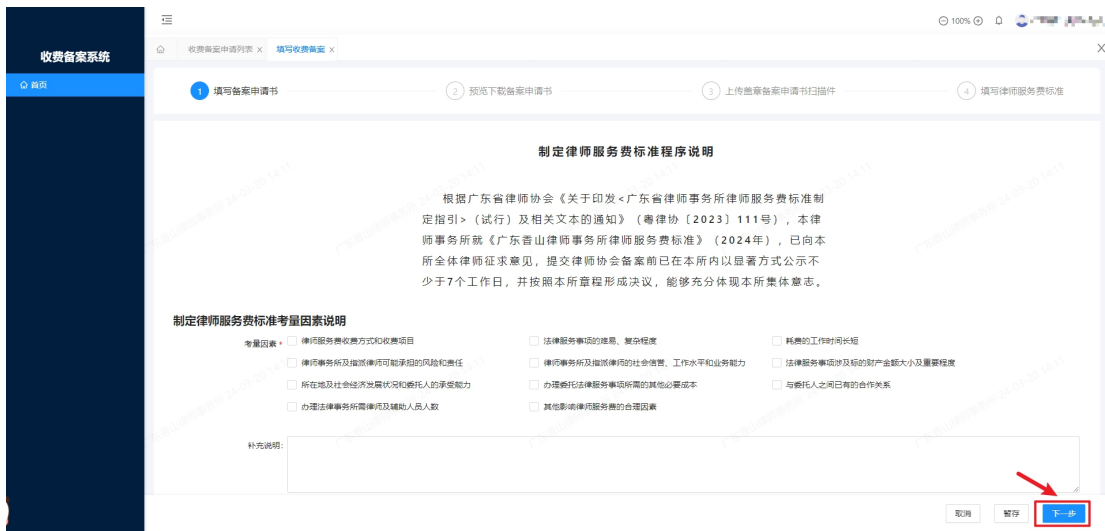 100%
收费备案系统
收费备案申请列表 × 填写收费备案 ×
首页
1 填写备案申请书 2 预览下载备案申请书 3 上传盖章备案申请书扫描件 4 填写律师服务费标准
制定律师服务费标准程序说明
根据广东省律师协会《关于印发<广东省律师事务所律师服务费标准制
定指引>（试行）及相关文本的通知》（粤律协〔2023〕111号），本律
师事务所就《广东香山律师事务所律师服务费标准》（2024年），已向本
所全体律师征求意见，提交律师协会备案前已在本所内以显著方式公示不
少于7个工作日，并按照本所章程形成决议，能够充分体现本所集体意志。
制定律师服务费标准考量因素说明
考量因素 * 律师服务费收费方式和收费项目 法律服务事项的难易、复杂程度 耗费的工作时间长短
律师事务所及指派律师可能承担的风险和责任 律师事务所及指派律师的社会信誉、工作水平和业务能力 法律服务事项涉及标的财产金额大小及重要程度
所在地及社会经济发展状况和委托人的承受能力 办理委托法律服务事项所需的其他必要成本 与委托人之间已有的合作关系
办理法律事务所需律师及辅助人员人数 其他影响律师服务费的合理因素
补充说明:
取消 暂存 下一步